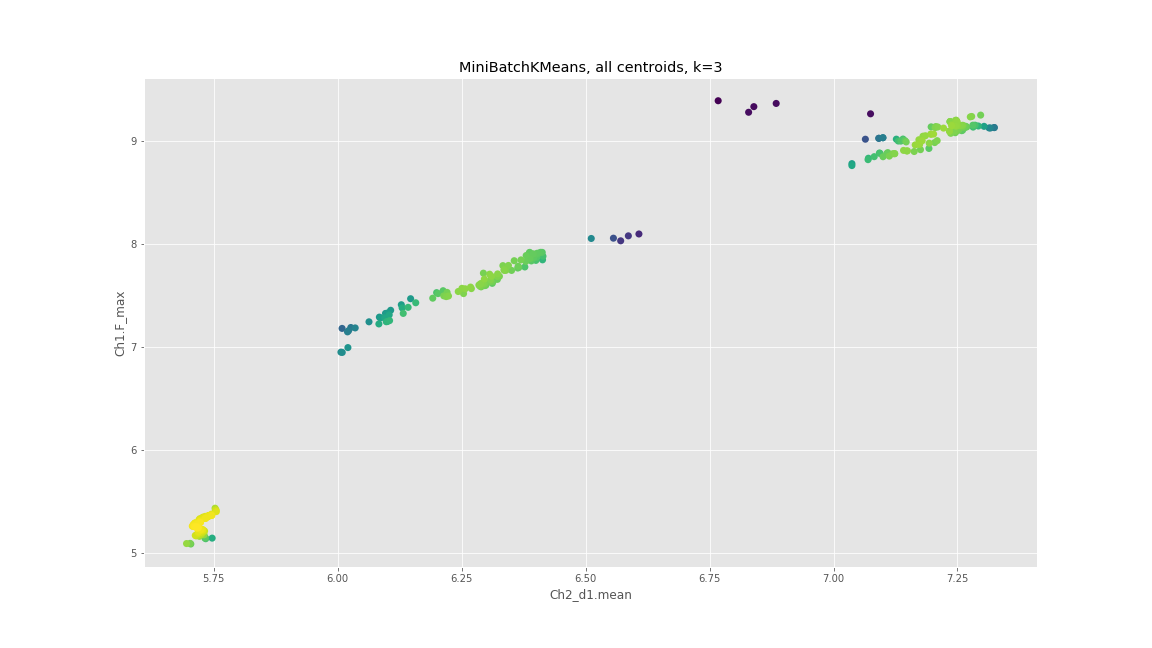 MiniBatchKMeans, all centroids, k=3
9
8
7
6
5
Ch1.F_max
5.75 6.00 6.25 6.50 6.75 7.00 7.25
Ch2_d1.mean